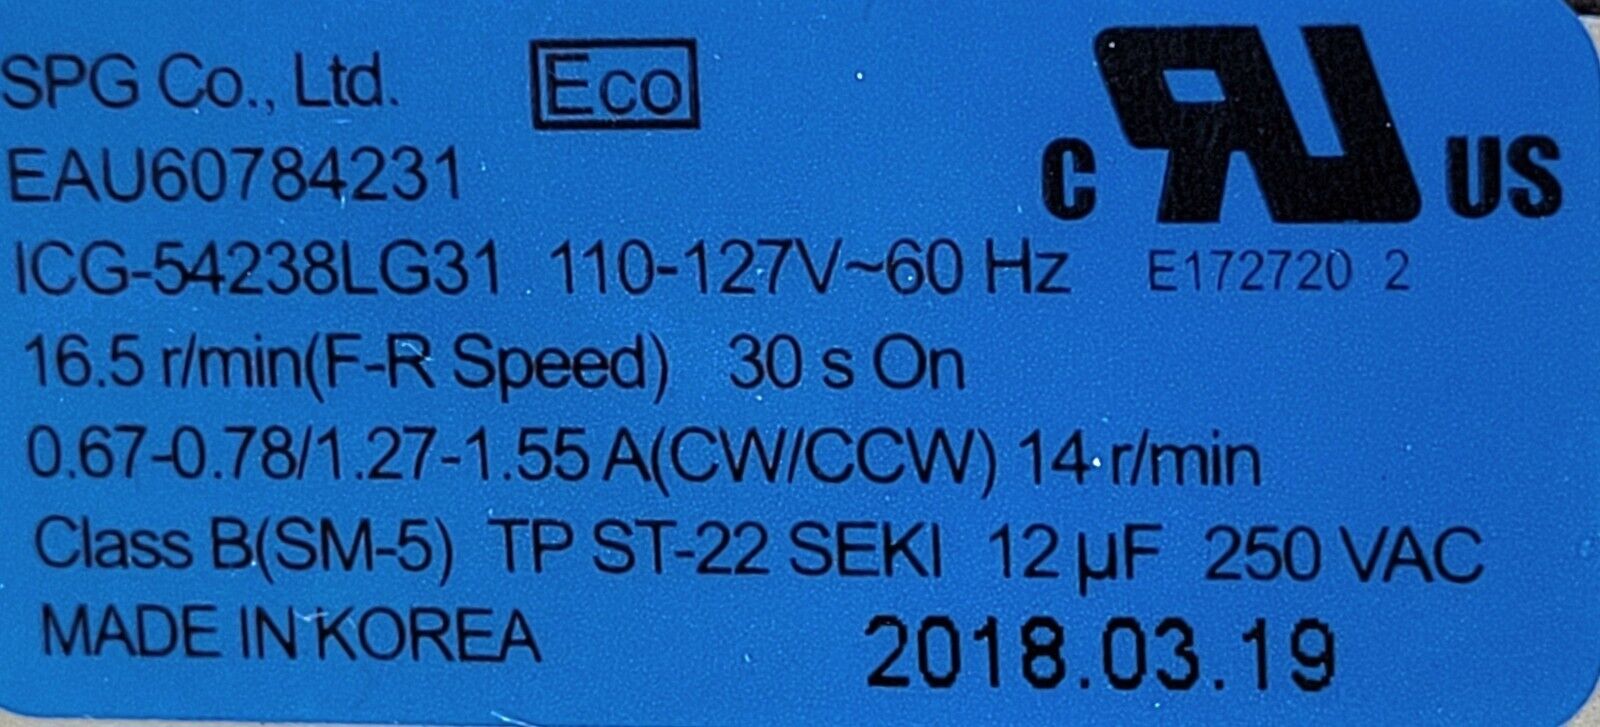 SPG Co., Ltd. Eco
EAU60784231
C RU US
ICG-54238LG31 110-127V~60 Hz E172720 2
16.5 r/min(F-R Speed) 30 s On
0.67-0.78/1.27-1.55 A(CW/CCW) 14 r/min
Class B(SM-5) TP ST-22 SEKI 12 µF 250 VAC
MADE IN KOREA 2018.03.19